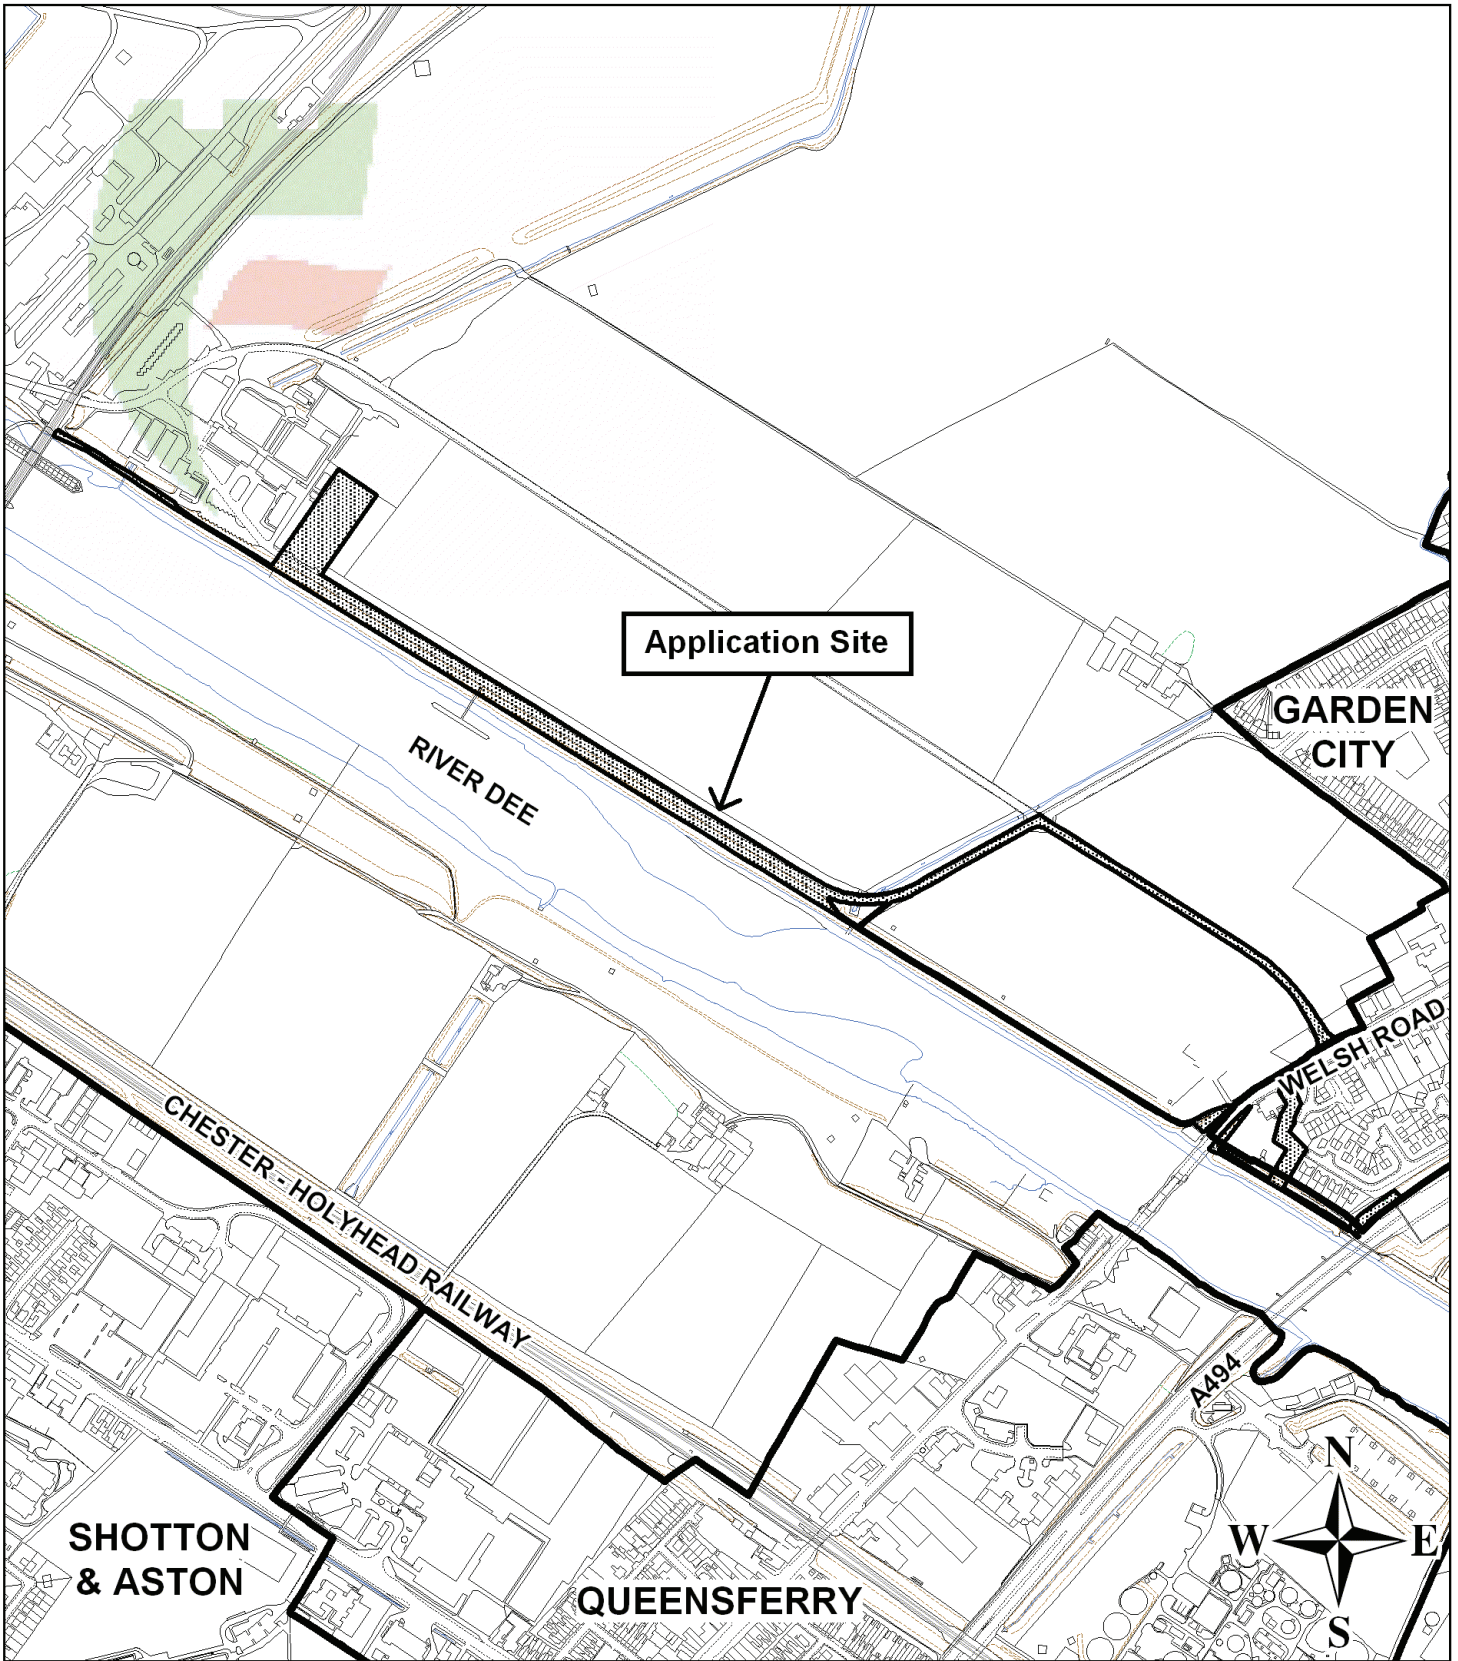 Application Site
GARDEN
CITY
RIVER DEE
WELSH ROAD
CHESTER - HOLYHEAD RAILWAY
A494
SHOTTON
& ASTON
QUEENSFERRY
N
W
E
S